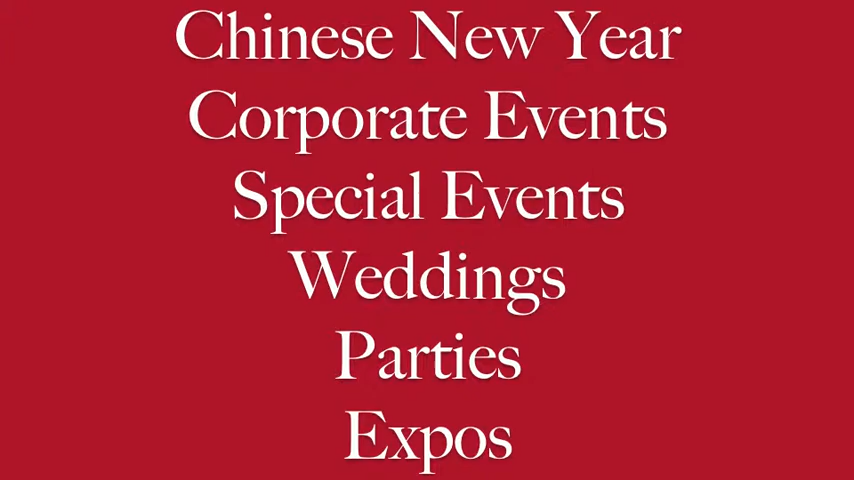 Chinese New Year
Corporate Events
Special Events
Weddings
Parties
Expos